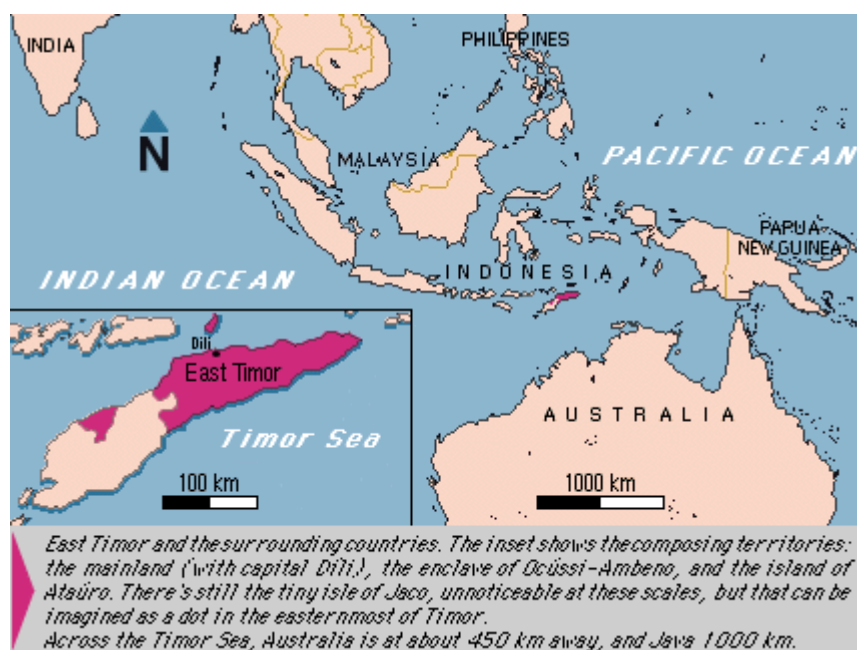 INDIA
PHILIPPINES
N
MALAYSIA
PACIFIC OCEAN
PAPUA
NEW GUINEA
INDONESIA
INDIAN OCEAN
Dili
East Timor
AUSTRALIA
Timor Sea
100 km
1000 km
East Timor and the surrounding countries. The inset shows the composing territories:
the mainland (with capital Díli), the enclave of Ocússi-Ambeno, and the island of
Ataúro. There's still the tiny isle of Jaco, unnoticeable at these scales, but that can be
imagined as a dot in the easternmost of Timor.
Across the Timor Sea, Australia is at about 450 km away, and Java 1000 km.